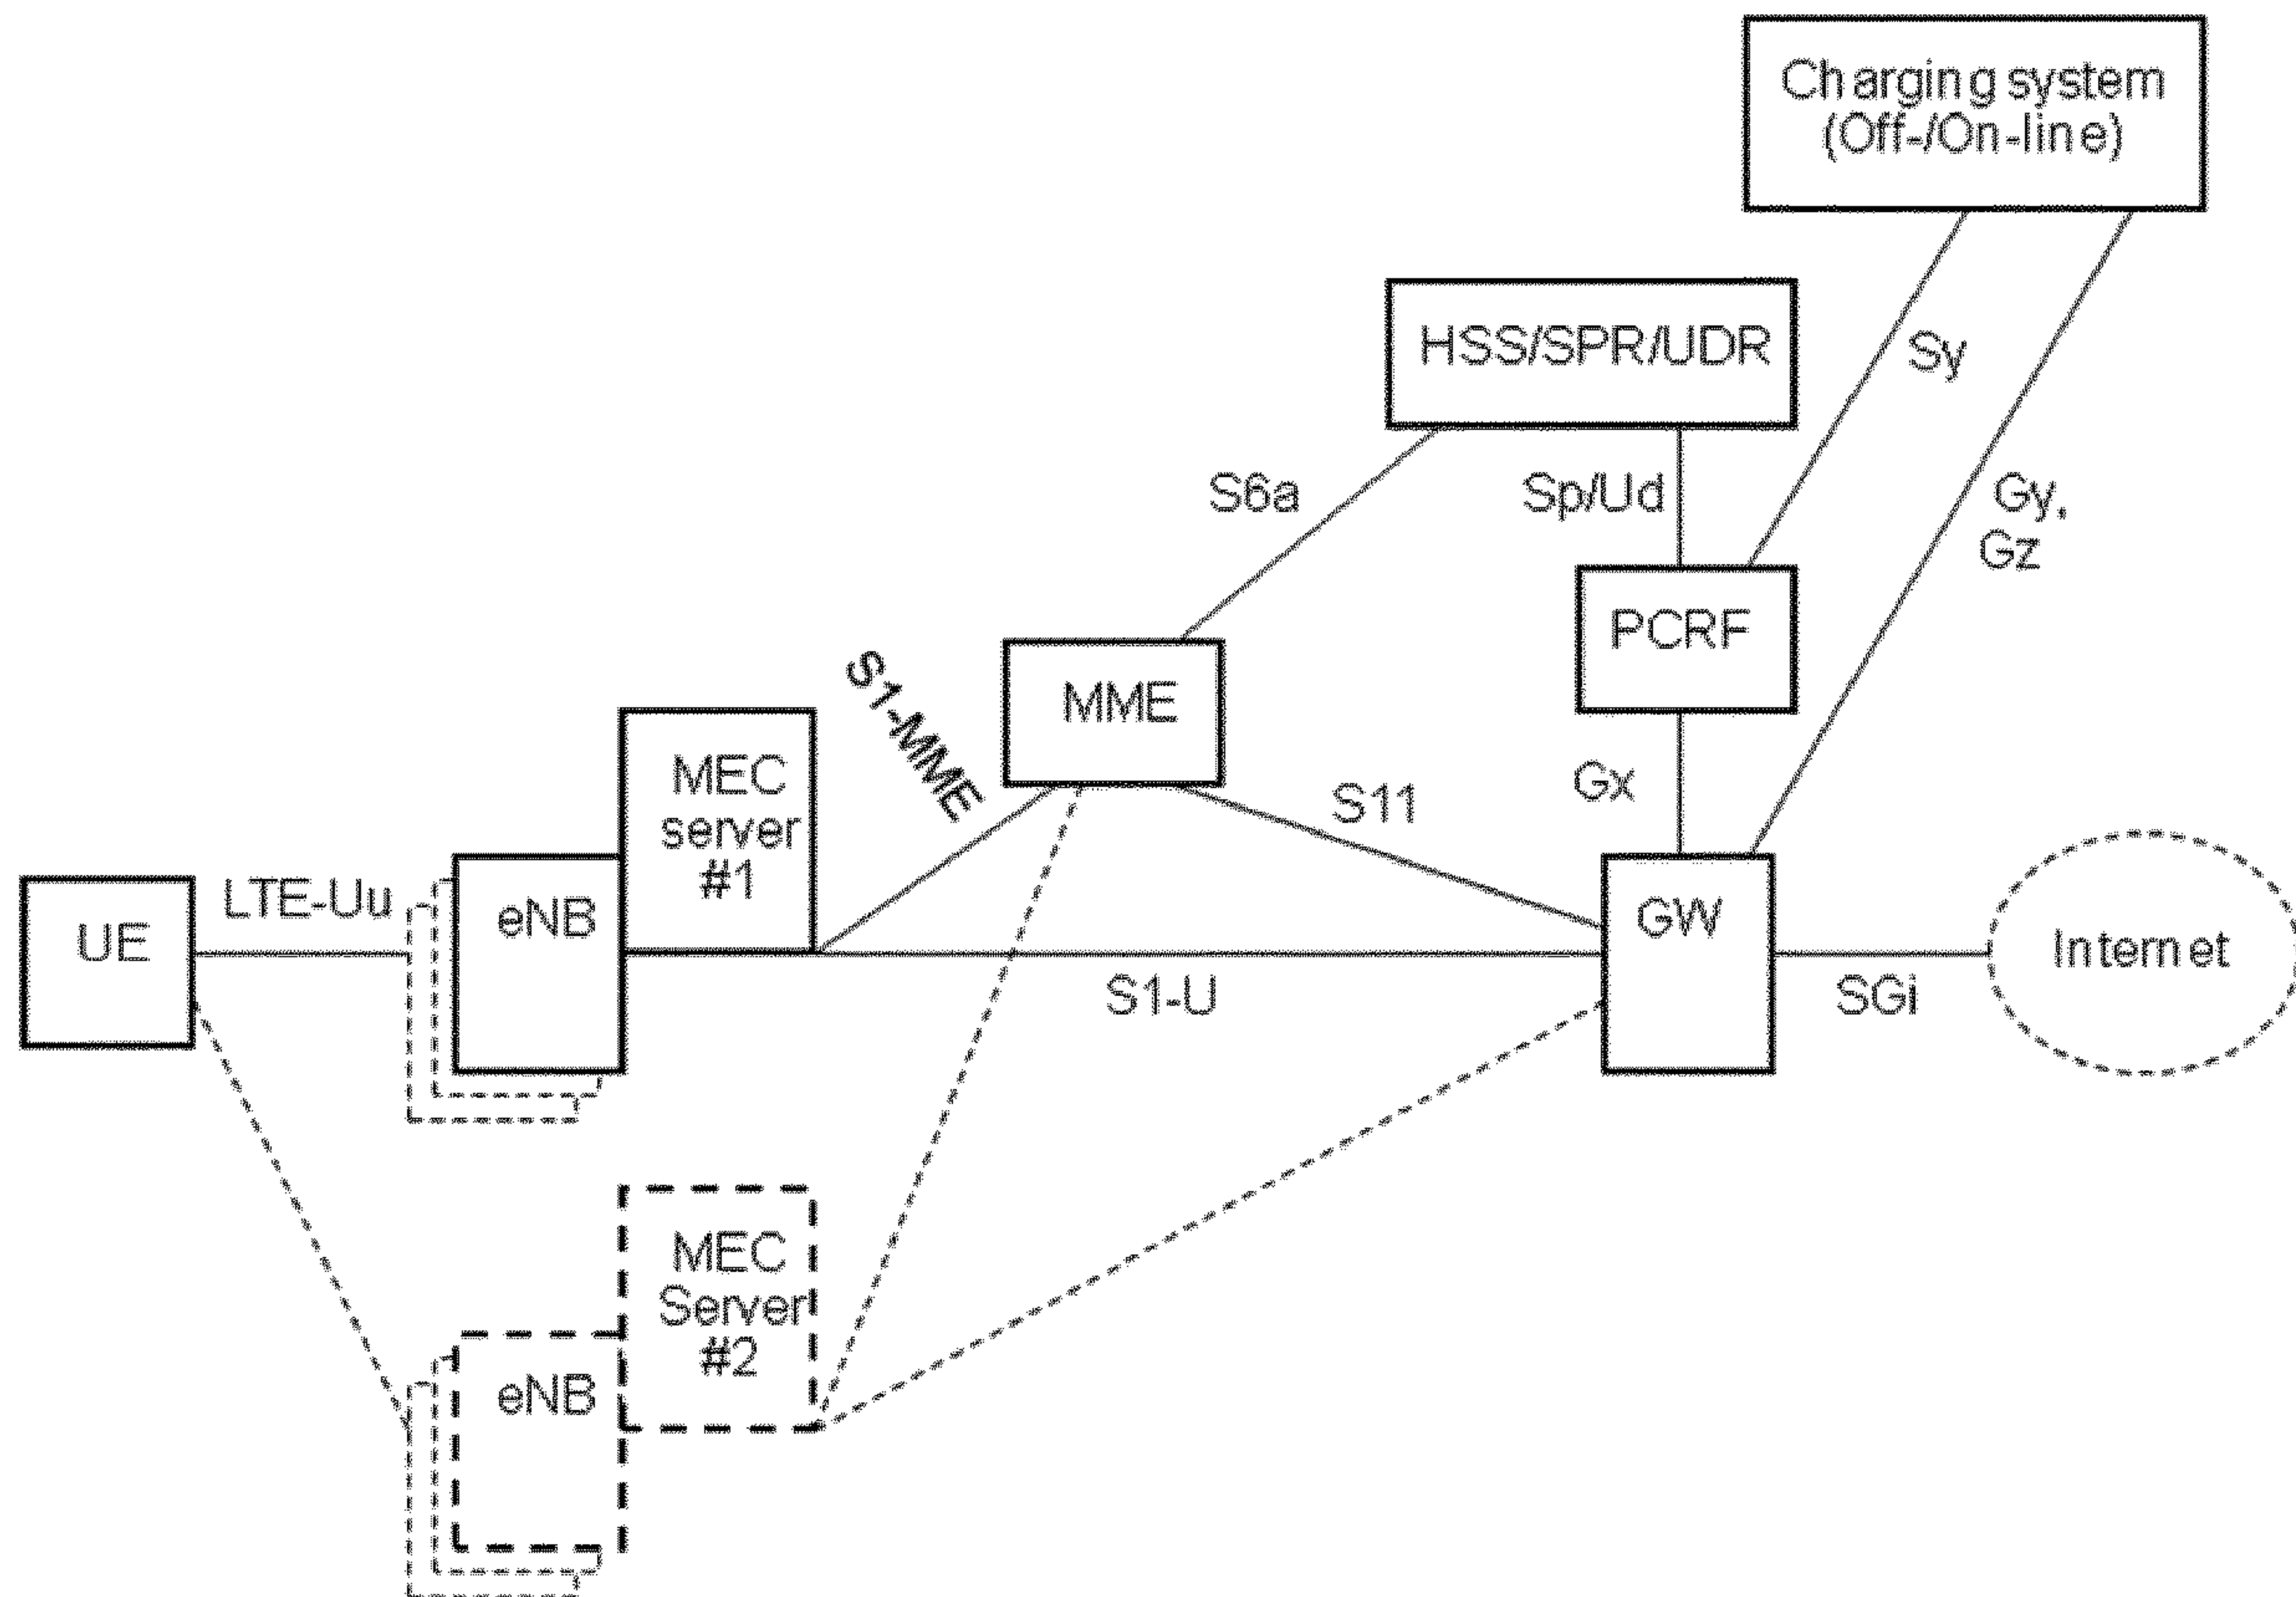 Charging system
(Off-/On-line)
HSS/SPR/UDR
Sy
S6a
Sp/Ud
Gy,
Gz
PCRF
S1-MME
MME
MEC
server
#1
Gx
S11
LTE-Uu
eNB
GW
UE
Internet
S1-U
SGi
MEC
Server
#2
eNB